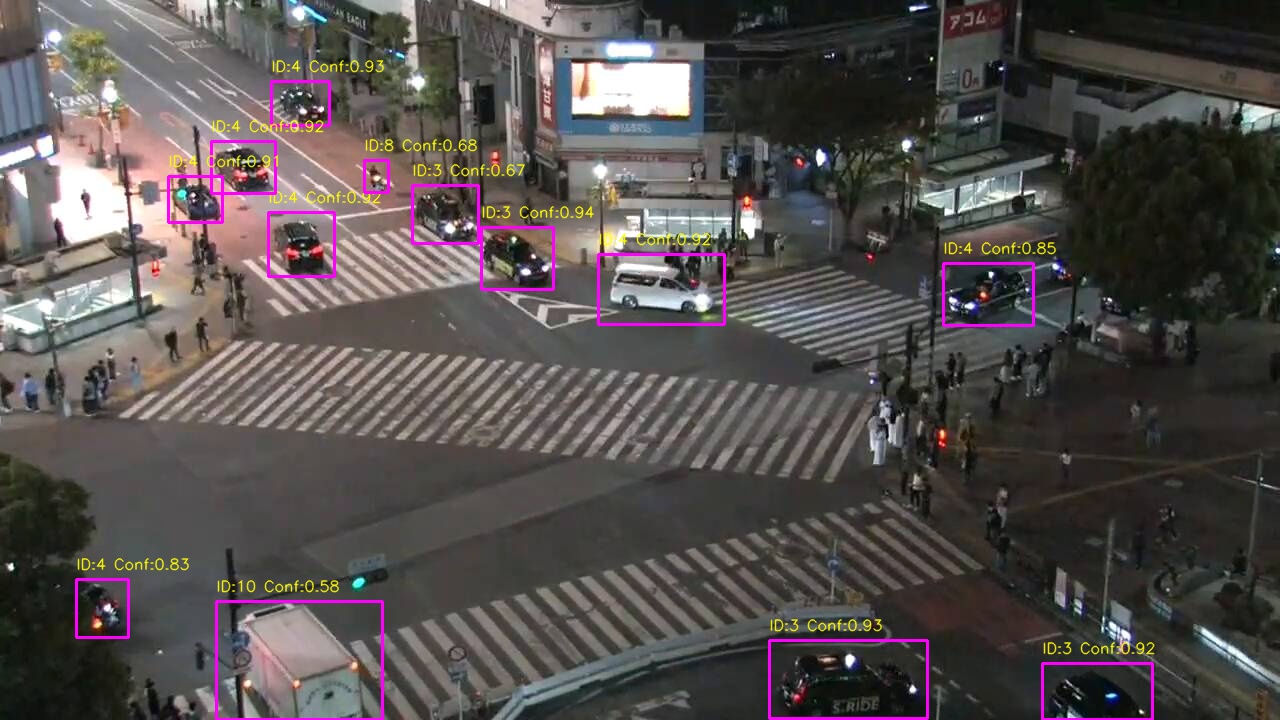 AMERICAN EAGLE
アコム
ID:4 Conf:0.93
ID:4 Conf:0.92
ID:4 Conf:0.91
ID:8 Conf:0.68
ID:3 Conf:0.67
ID:4 Conf:0.92
ID:3 Conf:0.94
ID:4 Conf:0.92
ID:4 Conf:0.85
ID:4 Conf:0.83
ID:10 Conf:0.58
ID:3 Conf:0.93
ID:3 Conf:0.92
S.RIDE